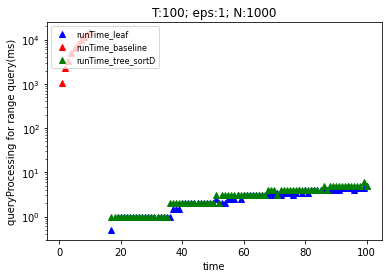 T:100; eps:1; N:1000
runTime_leaf
runTime_baseline
runTime_tree_sortD
queryProcessing for range query(ms)
10^4
10^3
10^2
10^1
10^0
0 20 40 60 80 100
time